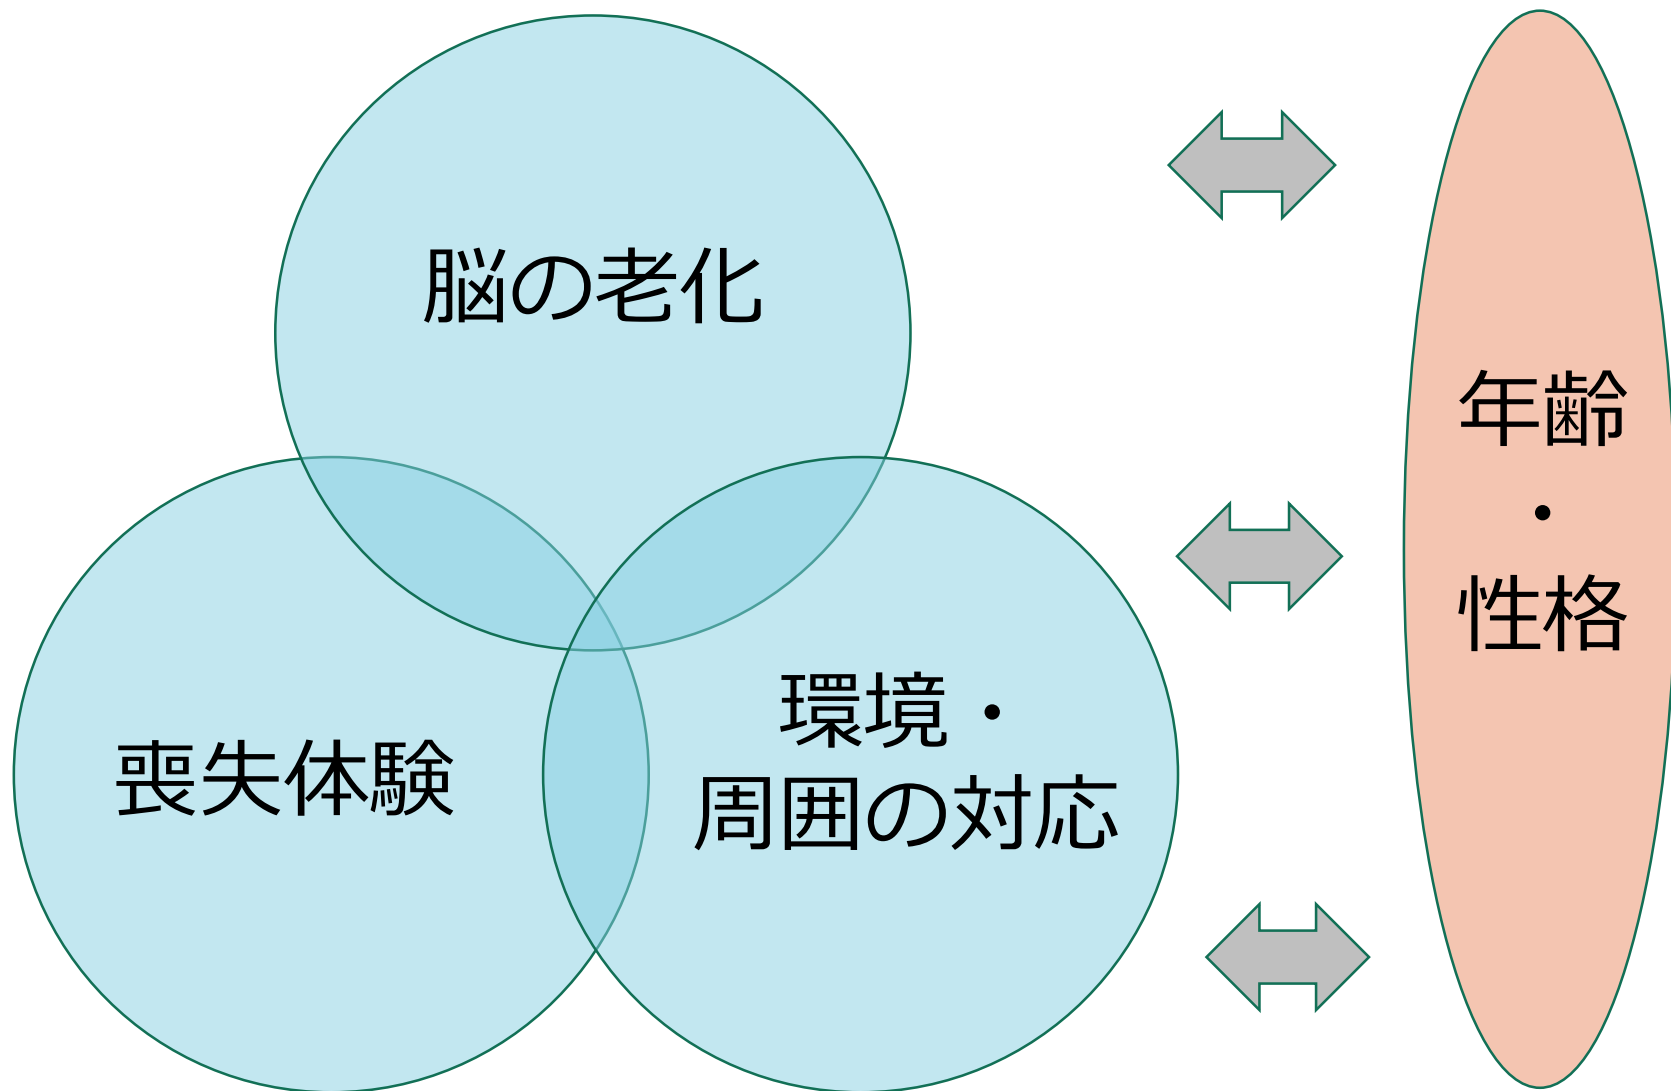 脳の老化
喪失体験
環境・
周囲の対応
年齢
・
性格